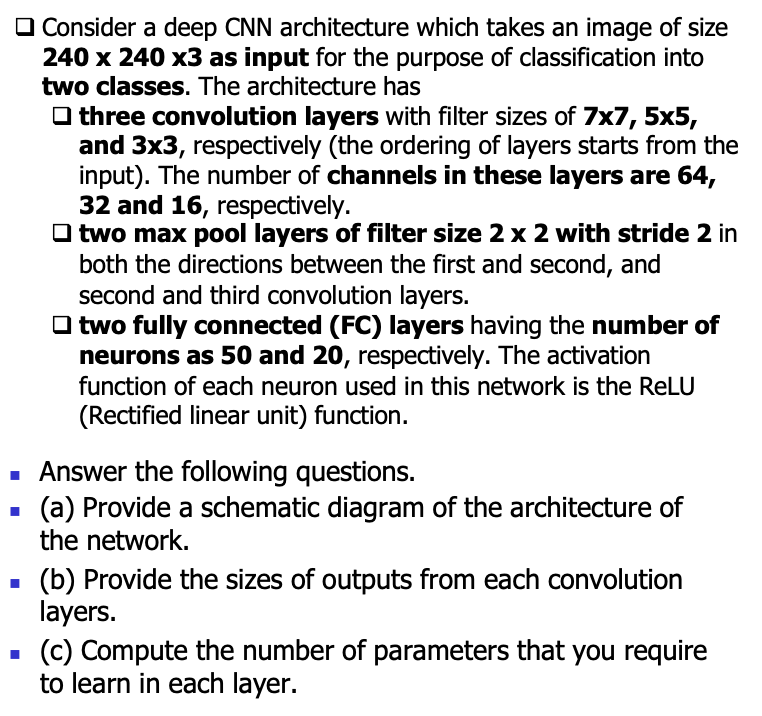 Consider a deep CNN architecture which takes an image of size
240 x 240 x3 as input for the purpose of classification into
two classes. The architecture has
three convolution layers with filter sizes of 7x7, 5x5,
and 3x3, respectively (the ordering of layers starts from the
input). The number of channels in these layers are 64,
32 and 16, respectively.
two max pool layers of filter size 2 x 2 with stride 2 in
both the directions between the first and second, and
second and third convolution layers.
two fully connected (FC) layers having the number of
neurons as 50 and 20, respectively. The activation
function of each neuron used in this network is the ReLU
(Rectified linear unit) function.
Answer the following questions.
(a) Provide a schematic diagram of the architecture of
the network.
(b) Provide the sizes of outputs from each convolution
layers.
(c) Compute the number of parameters that you require
to learn in each layer.